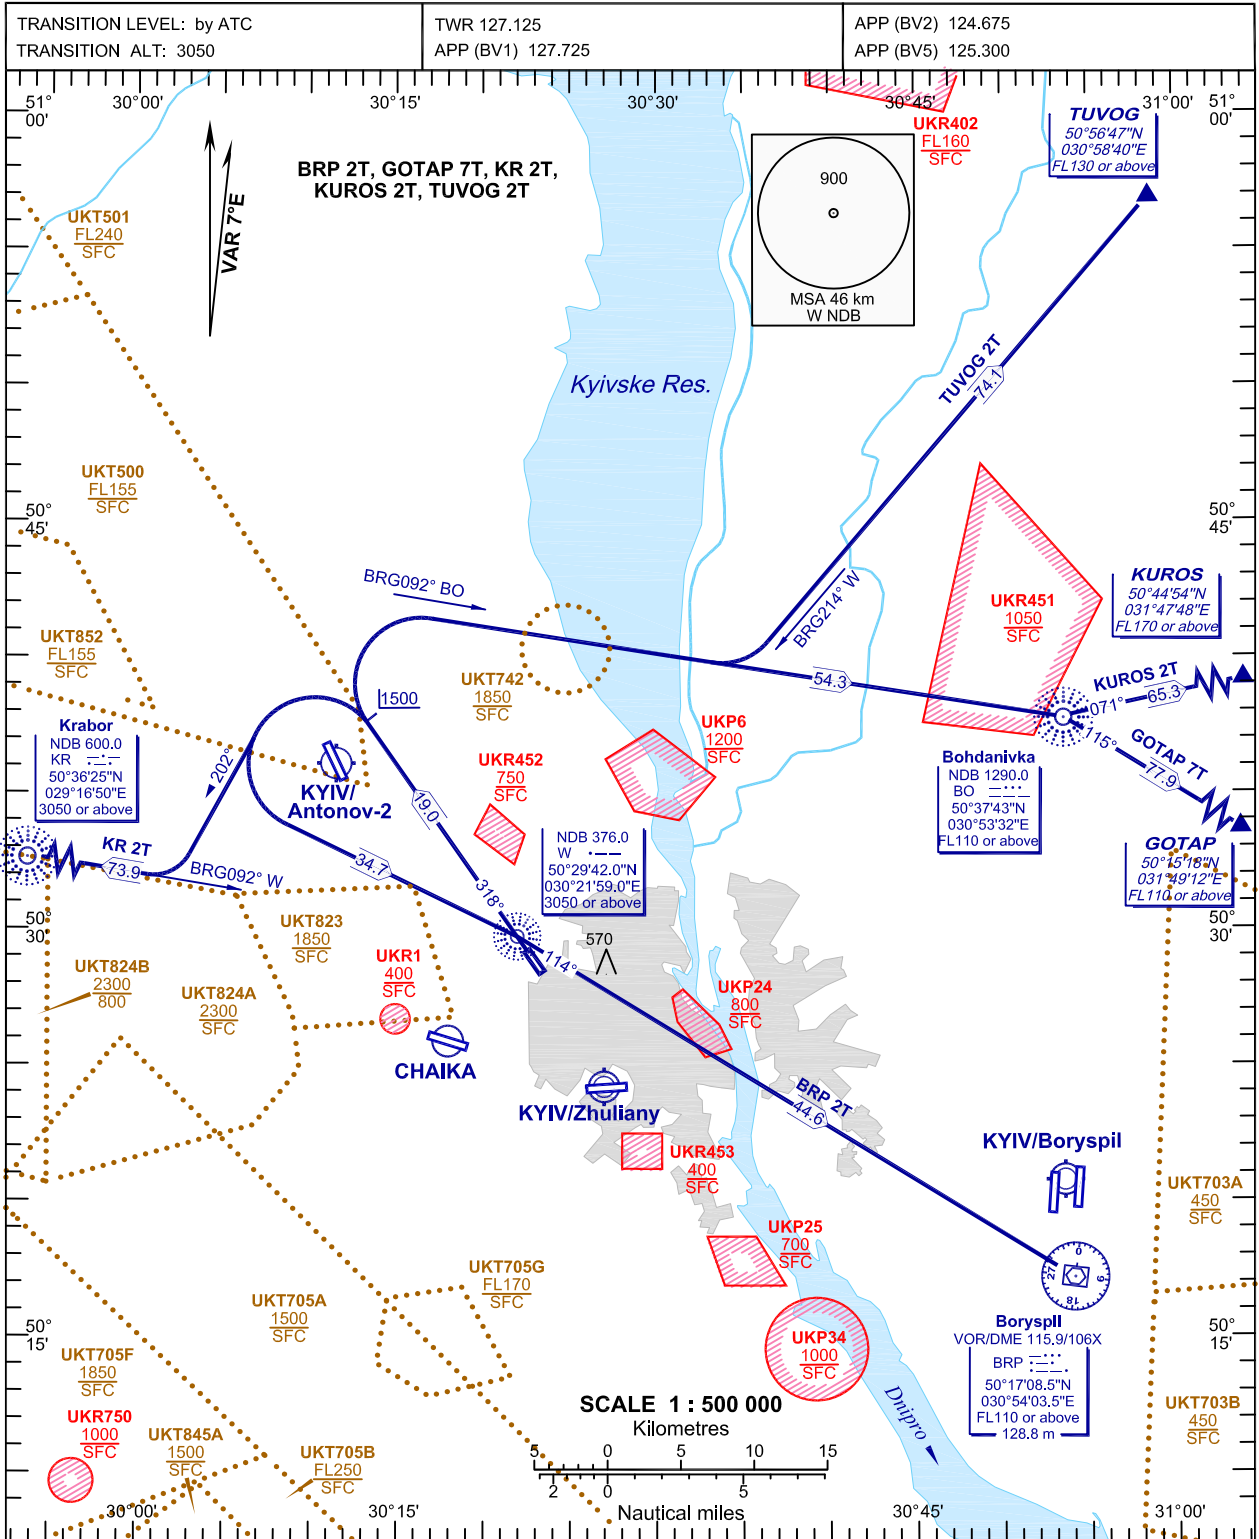 TRANSITION LEVEL: by ATC
TRANSITION ALT: 3050
TWR 127.125
APP (BV1) 127.725
APP (BV2) 124.675
APP (BV5) 125.300
51°
00'
30°00'
30°15'
30°30'
30°45'
31°00'
51°
00'
BRP 2T, GOTAP 7T, KR 2T,
KUROS 2T, TUVOG 2T
VAR 7°E
UKR402
FL160
SFC
TUVOG
50°56'47"N
030°58'40"E
FL130 or above
900
MSA 46 km
W NDB
UKT501
FL240
SFC
Kyivske Res.
TUVOG 2T
74.1
UKT500
FL155
SFC
50°
45'
50°
45'
BRG092° BO
BRG214° W
UKR451
1050
SFC
KUROS
50°44'54"N
031°47'48"E
FL170 or above
UKT852
FL155
SFC
UKT742
1850
SFC
1500
54.3
KUROS 2T
071°
65.3
115°
GOTAP 7T
77.9
Krabor
NDB 600.0
KR
50°36'25"N
029°16'50"E
3050 or above
202°
KYIV/
Antonov-2
UKR452
750
SFC
UKP6
1200
SFC
Bohdanivka
NDB 1290.0
BO
50°37'43"N
030°53'32"E
FL110 or above
19.0
NDB 376.0
W
50°29'42.0"N
030°21'59.0"E
3050 or above
GOTAP
50°15'18"N
031°49'12"E
FL110 or above
KR 2T
73.9
BRG092° W
34.7
318°
50°
30'
50°
30'
UKT823
1850
SFC
570
114°
UKR1
400
SFC
UKT824B
2300
800
UKT824A
2300
SFC
UKP24
800
SFC
CHAIKA
KYIV/Zhuliany
BRP 2T
44.6
KYIV/Boryspil
UKR453
400
SFC
UKT703A
450
SFC
UKP25
700
SFC
UKT705G
FL170
SFC
0
9
18
27
UKT705A
1500
SFC
Boryspil
VOR/DME 115.9/106X
BRP
50°17'08.5"N
030°54'03.5"E
FL110 or above
128.8 m
50°
15'
50°
15'
UKP34
1000
SFC
UKT705F
1850
SFC
UKR750
1000
SFC
UKT845A
1500
SFC
UKT705B
FL250
SFC
UKT703B
450
SFC
Dnipro
SCALE 1 : 500 000
Kilometres
5 0 5 10 15
2 0 5
Nautical miles
30°00'
30°15'
30°45'
31°00'